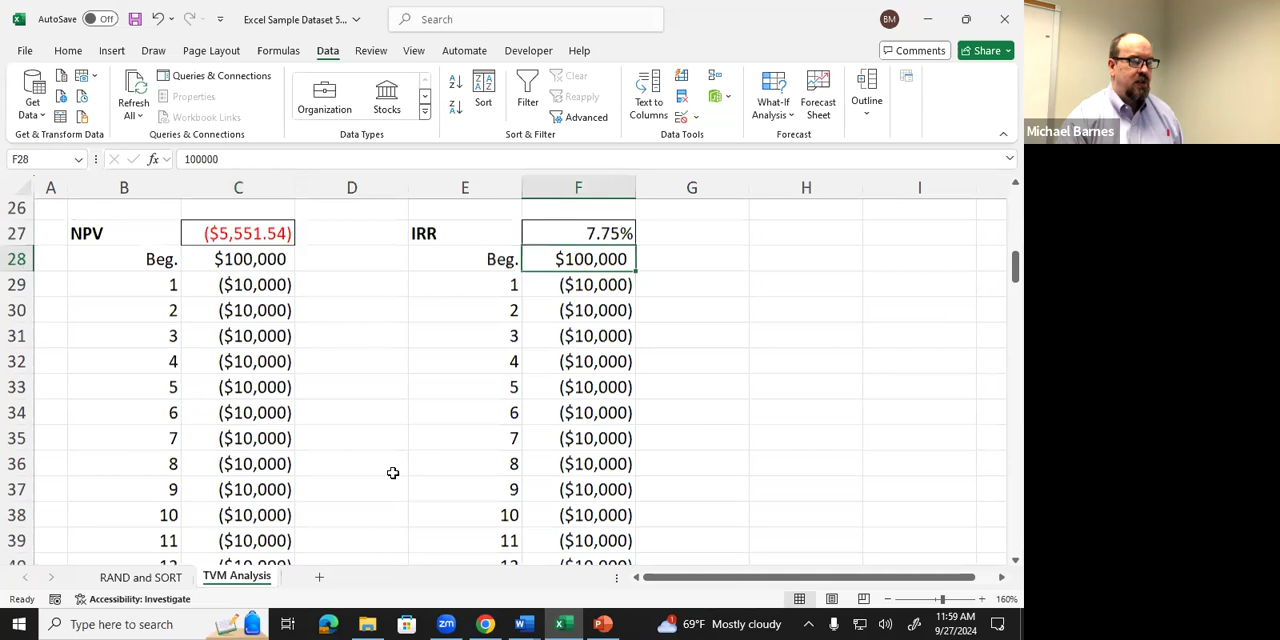 AutoSave Off Excel Sample Dataset 5... Search BM
File Home Insert Draw Page Layout Formulas Data Review View Automate Developer Help Comments Share
Get Data Refresh All Queries & Connections Properties Workbook Links Organization Stocks Sort Filter Clear Reapply Advanced Text to Columns What-If Analysis Forecast Sheet Outline
Get & Transform Data Queries & Connections Data Types Sort & Filter Data Tools Forecast
Michael Barnes
F28 fx 100000
A B C D E F G H I
26
27 NPV ($5,551.54) IRR 7.75%
28 Beg. $100,000 Beg. $100,000
29 1 ($10,000) 1 ($10,000)
30 2 ($10,000) 2 ($10,000)
31 3 ($10,000) 3 ($10,000)
32 4 ($10,000) 4 ($10,000)
33 5 ($10,000) 5 ($10,000)
34 6 ($10,000) 6 ($10,000)
35 7 ($10,000) 7 ($10,000)
36 8 ($10,000) 8 ($10,000)
37 9 ($10,000) 9 ($10,000)
38 10 ($10,000) 10 ($10,000)
39 11 ($10,000) 11 ($10,000)
RAND and SORT TVM Analysis
Ready Accessibility: Investigate 160%
Type here to search 69°F Mostly cloudy 11:59 AM
9/27/2024